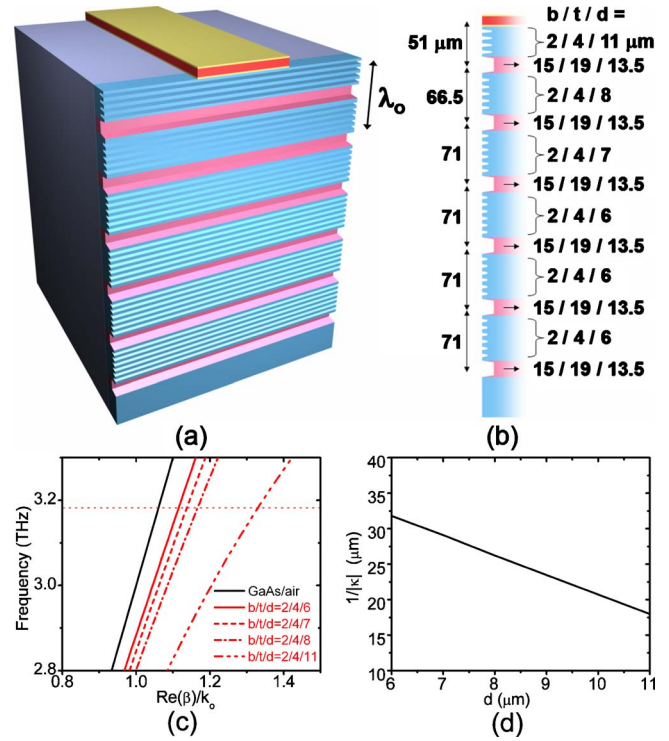 λo
(a)
b / t / d =
51 μm
2 / 4 / 11 μm
15 / 19 / 13.5
66.5
2 / 4 / 8
15 / 19 / 13.5
71
2 / 4 / 7
15 / 19 / 13.5
71
2 / 4 / 6
15 / 19 / 13.5
71
2 / 4 / 6
15 / 19 / 13.5
71
2 / 4 / 6
15 / 19 / 13.5
(b)
Frequency (THz)
3.2
3.0
2.8
0.8 1.0 1.2 1.4
GaAs/air
b/t/d=2/4/6
b/t/d=2/4/7
b/t/d=2/4/8
b/t/d=2/4/11
Re(β)/ko
(c)
1/|κ| (μm)
40
35
30
25
20
15
10
6 7 8 9 10 11
d (μm)
(d)